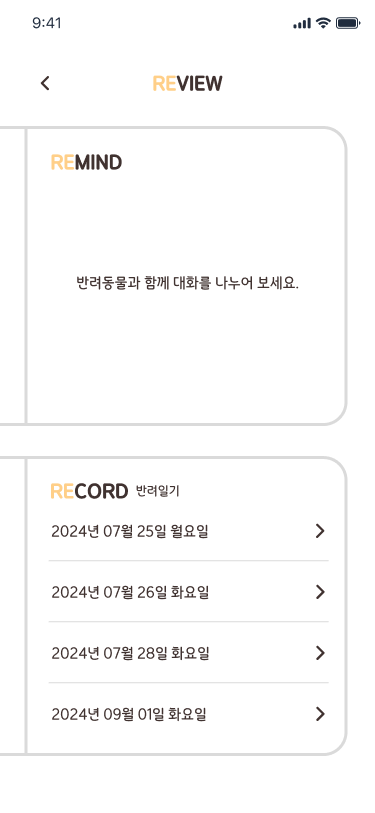 9:41
REVIEW
REMIND
반려동물과 함께 대화를 나누어 보세요.
RECORD 반려일기
2024년 07월 25일 월요일
2024년 07월 26일 화요일
2024년 07월 28일 화요일
2024년 09월 01일 화요일